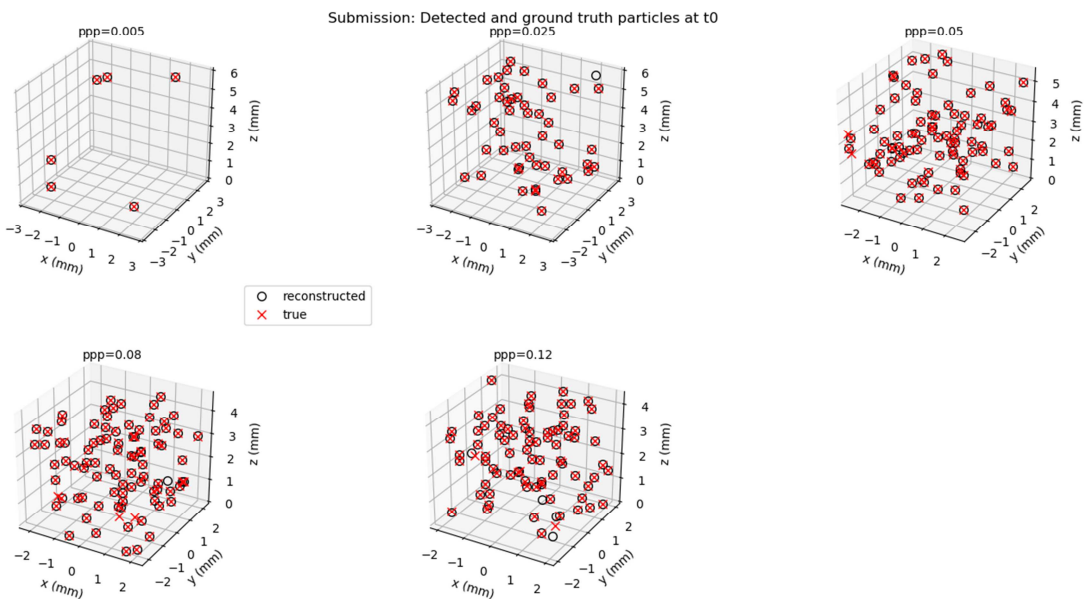 Submission: Detected and ground truth particles at t0
ppp=0.005
6
5
4
3
2
1
0
z (mm)
−3 −2 −1 0 1 2 3
x (mm)
−3 −2 −1 0 1 2 3
y (mm)
ppp=0.025
6
5
4
3
2
1
0
z (mm)
−3 −2 −1 0 1 2 3
x (mm)
−3 −2 −1 0 1 2 3
y (mm)
ppp=0.05
5
4
3
2
1
0
z (mm)
−2 −1 0 1 2
x (mm)
−2 −1 0 1 2
y (mm)
reconstructed
true
ppp=0.08
4
3
2
1
0
z (mm)
−2 −1 0 1 2
x (mm)
−2 −1 0 1 2
y (mm)
ppp=0.12
4
3
2
1
0
z (mm)
−2 −1 0 1 2
x (mm)
−2 −1 0 1 2
y (mm)